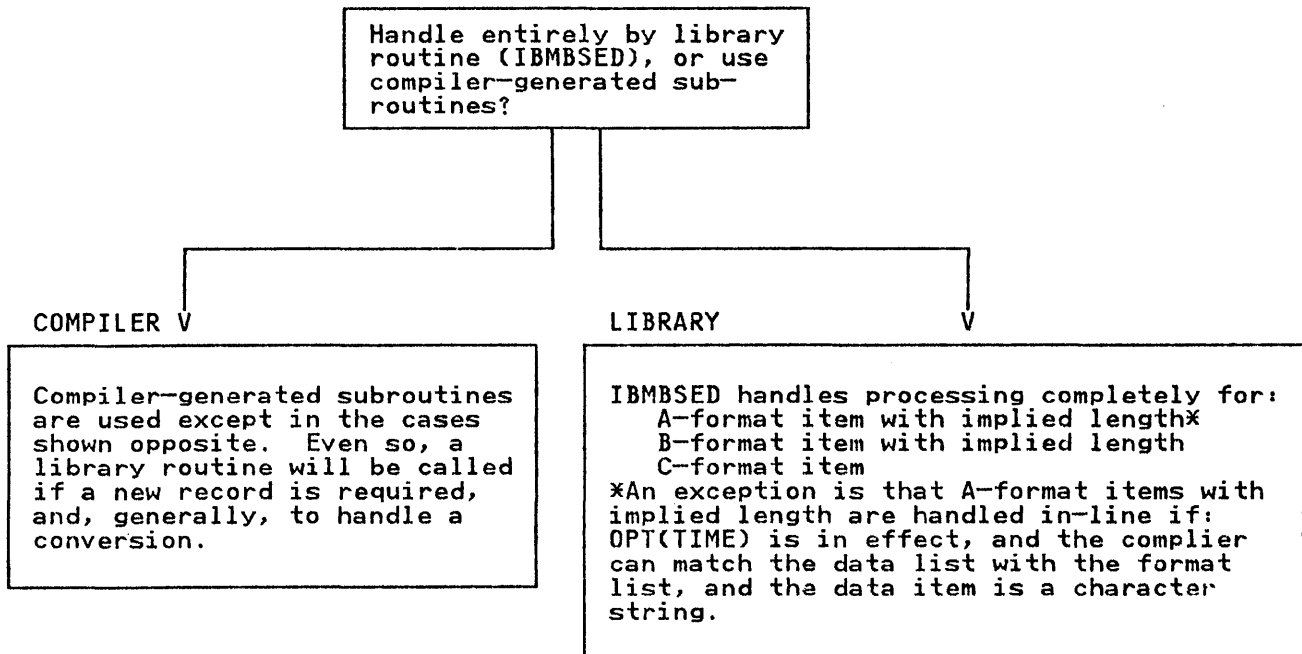 Handle entirely by library
routine (IBMBSED), or use
compiler-generated sub-
routines?
COMPILER V
LIBRARY V
Compiler-generated subroutines
are used except in the cases
shown opposite. Even so, a
library routine will be called
if a new record is required,
and, generally, to handle a
conversion.
IBMBSED handles processing completely for:
A-format item with implied length*
B-format item with implied length
C-format item
*An exception is that A-format items with
implied length are handled in-line if:
OPT(TIME) is in effect, and the complier
can match the data list with the format
list, and the data item is a character
string.